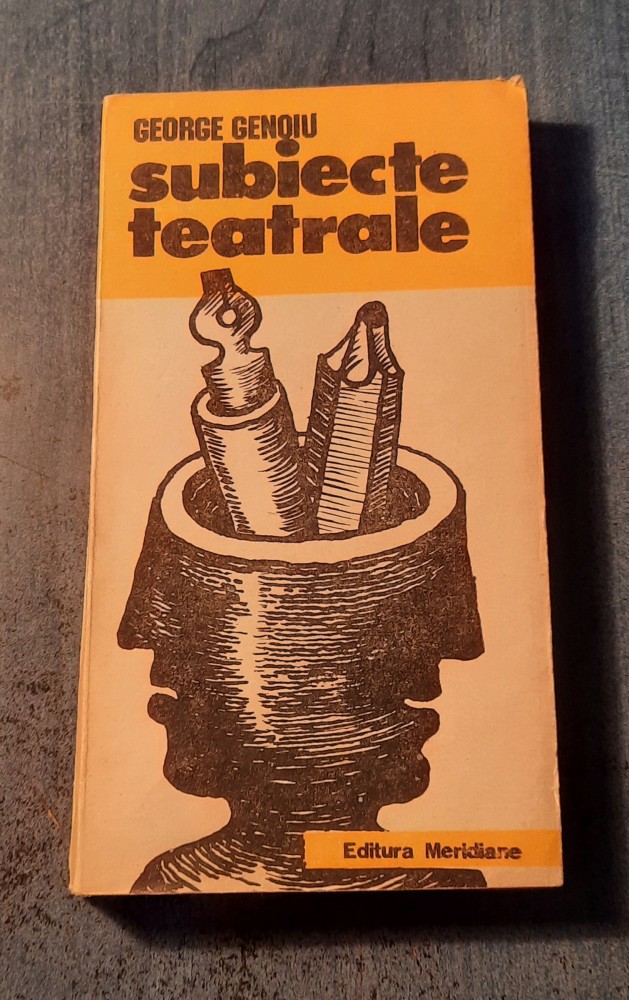 GEORGE GENOIU
subiecte
teatrale
Editura Meridiane